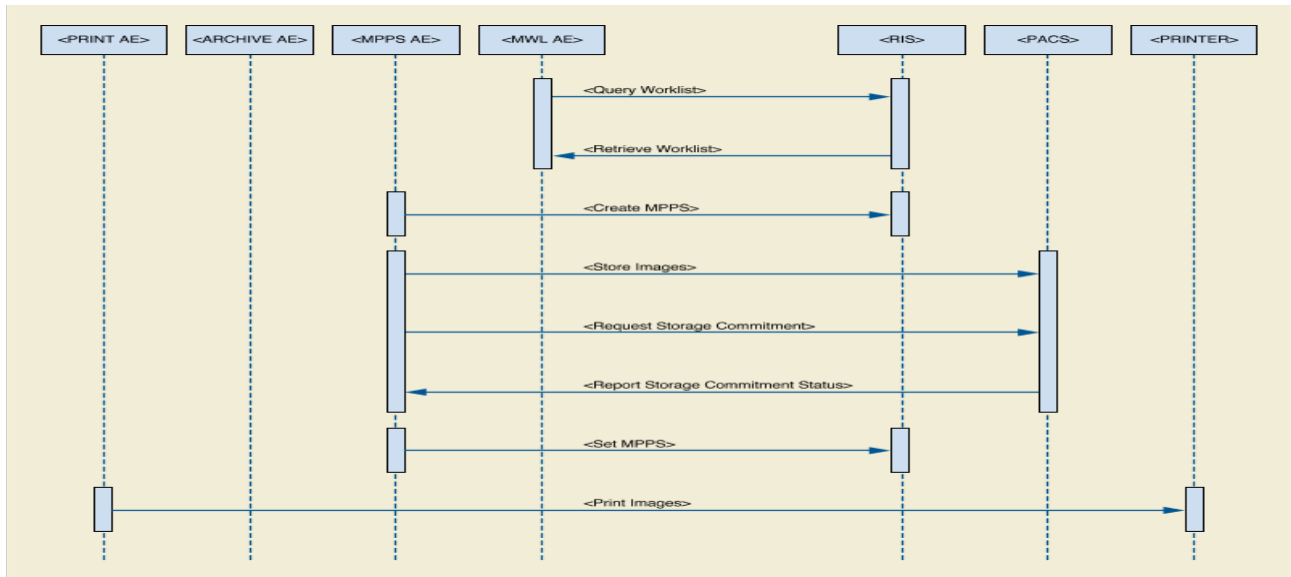 <PRINT AE> <ARCHIVE AE> <MPPS AE> <MWL AE> <RIS> <PACS> <PRINTER>
<Query Worklist>
<Retrieve Worklist>
<Create MPPS>
<Store Images>
<Request Storage Commitment>
<Report Storage Commitment Status>
<Set MPPS>
<Print Images>